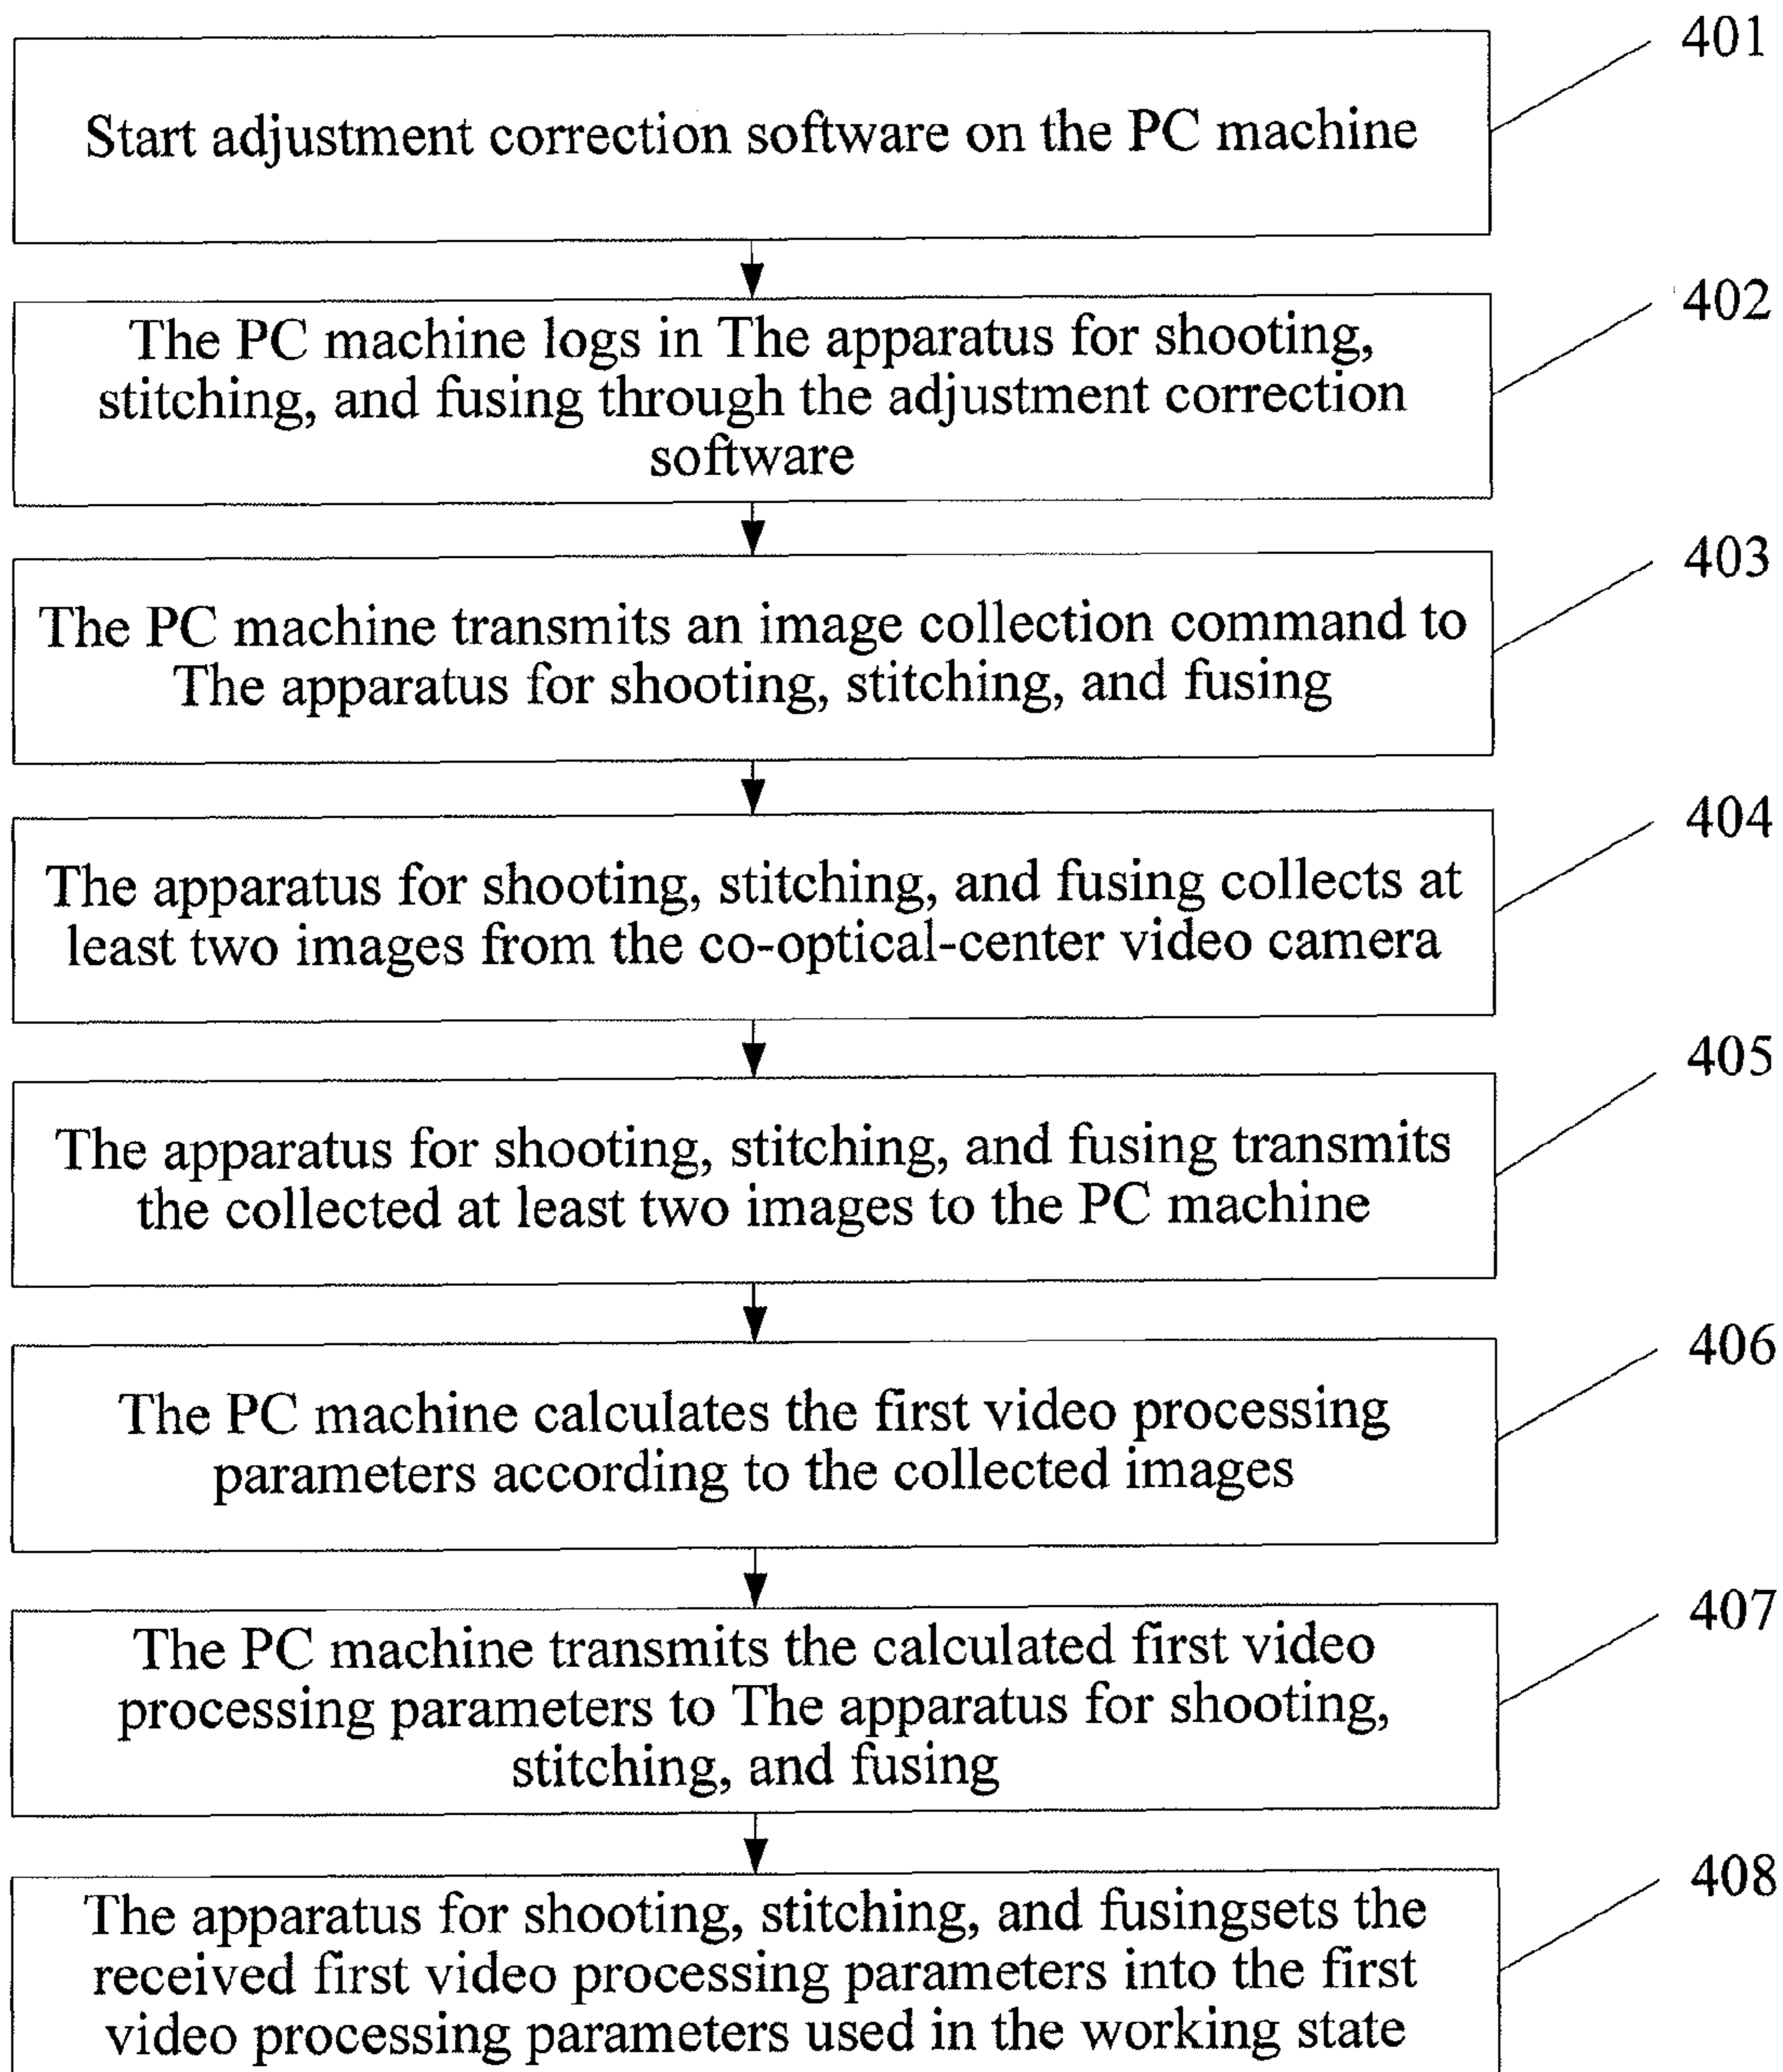 401
Start adjustment correction software on the PC machine
402
The PC machine logs in The apparatus for shooting,
stitching, and fusing through the adjustment correction
software
403
The PC machine transmits an image collection command to
The apparatus for shooting, stitching, and fusing
404
The apparatus for shooting, stitching, and fusing collects at
least two images from the co-optical-center video camera
405
The apparatus for shooting, stitching, and fusing transmits
the collected at least two images to the PC machine
406
The PC machine calculates the first video processing
parameters according to the collected images
407
The PC machine transmits the calculated first video
processing parameters to The apparatus for shooting,
stitching, and fusing
408
The apparatus for shooting, stitching, and fusingsets the
received first video processing parameters into the first
video processing parameters used in the working state